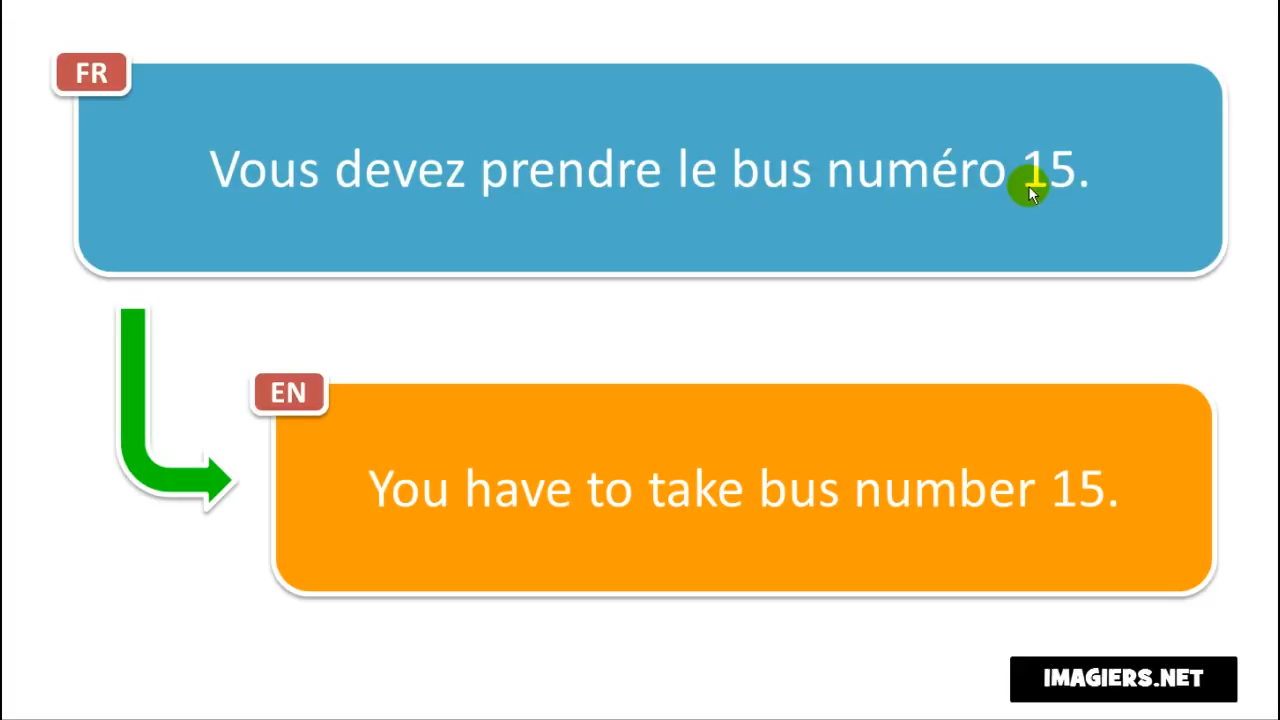 FR
Vous devez prendre le bus numéro 15.
EN
You have to take bus number 15.
IMAGIERS.NET